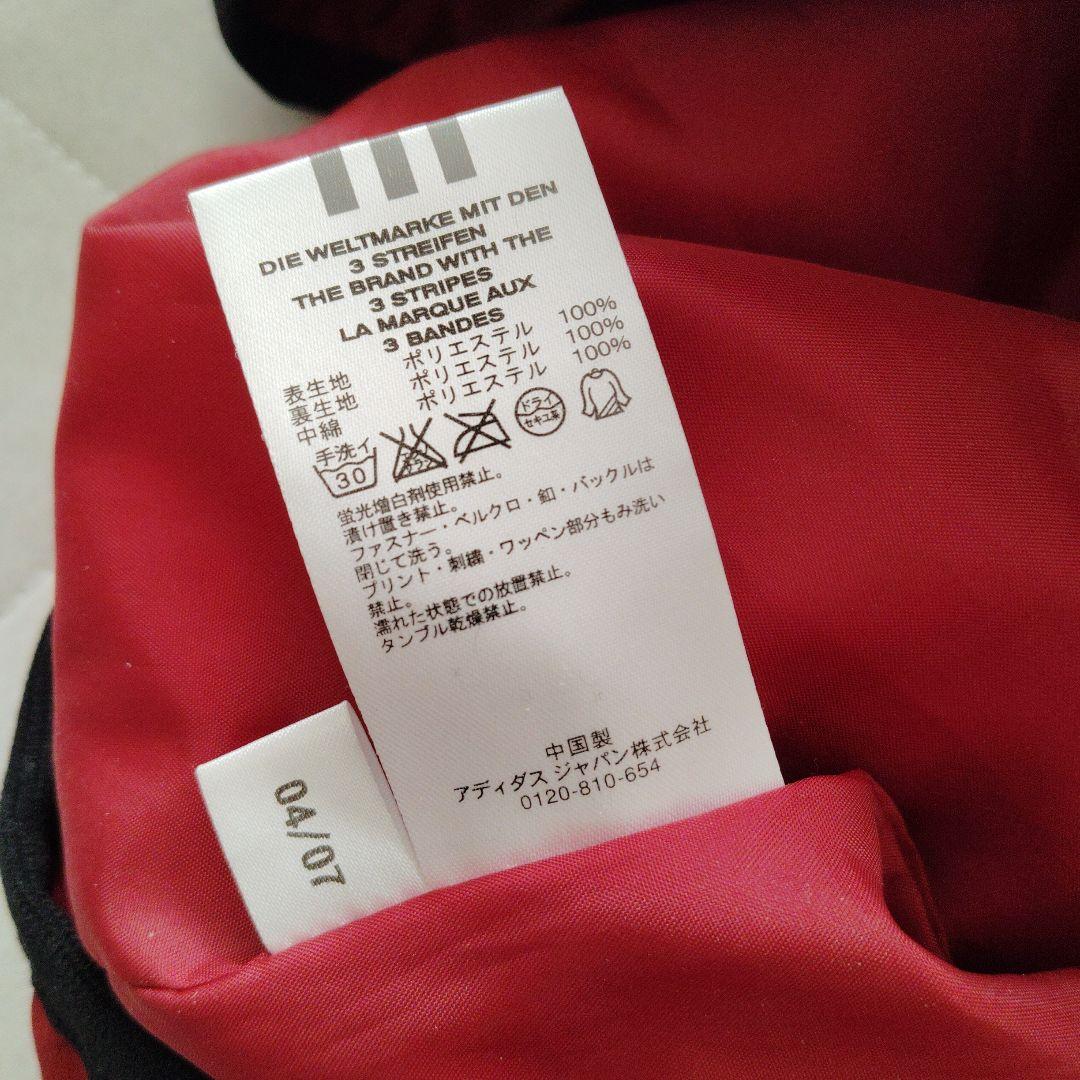 DIE WELTMARKE MIT DEN
3 STREIFEN
THE BRAND WITH THE
3 STRIPES
LA MARQUE AUX
3 BANDES
表生地 ポリエステル 100%
裏生地 ポリエステル 100%
中綿 ポリエステル 100%
手洗イ
30
エンソサラシ
ドライ
セキユ系
蛍光増白剤使用禁止。
漬け置き禁止。
ファスナー・ベルクロ・釦・バックルは
閉じて洗う。
プリント・刺繍・ワッペン部分もみ洗い
禁止。
濡れた状態での放置禁止。
タンブル乾燥禁止。
中国製
アディダス ジャパン株式会社
0120-810-654
04/07